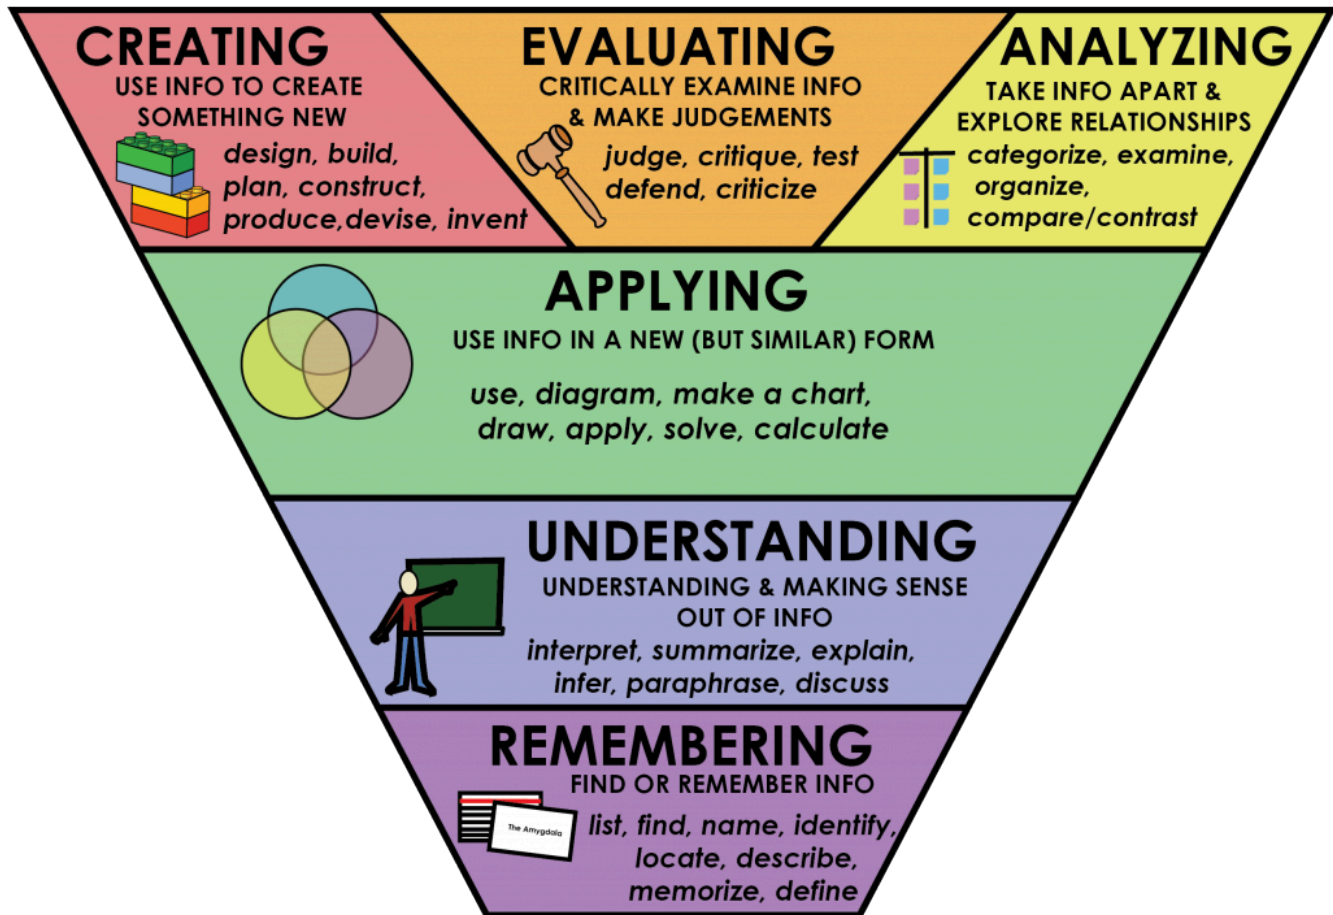 CREATING
USE INFO TO CREATE
SOMETHING NEW
design, build,
plan, construct,
produce,devise, invent
EVALUATING
CRITICALLY EXAMINE INFO
& MAKE JUDGEMENTS
judge, critique, test
defend, criticize
ANALYZING
TAKE INFO APART &
EXPLORE RELATIONSHIPS
categorize, examine,
organize,
compare/contrast
APPLYING
USE INFO IN A NEW (BUT SIMILAR) FORM
use, diagram, make a chart,
draw, apply, solve, calculate
UNDERSTANDING
UNDERSTANDING & MAKING SENSE
OUT OF INFO
interpret, summarize, explain,
infer, paraphrase, discuss
REMEMBERING
FIND OR REMEMBER INFO
The Amygdala
list, find, name, identify,
locate, describe,
memorize, define